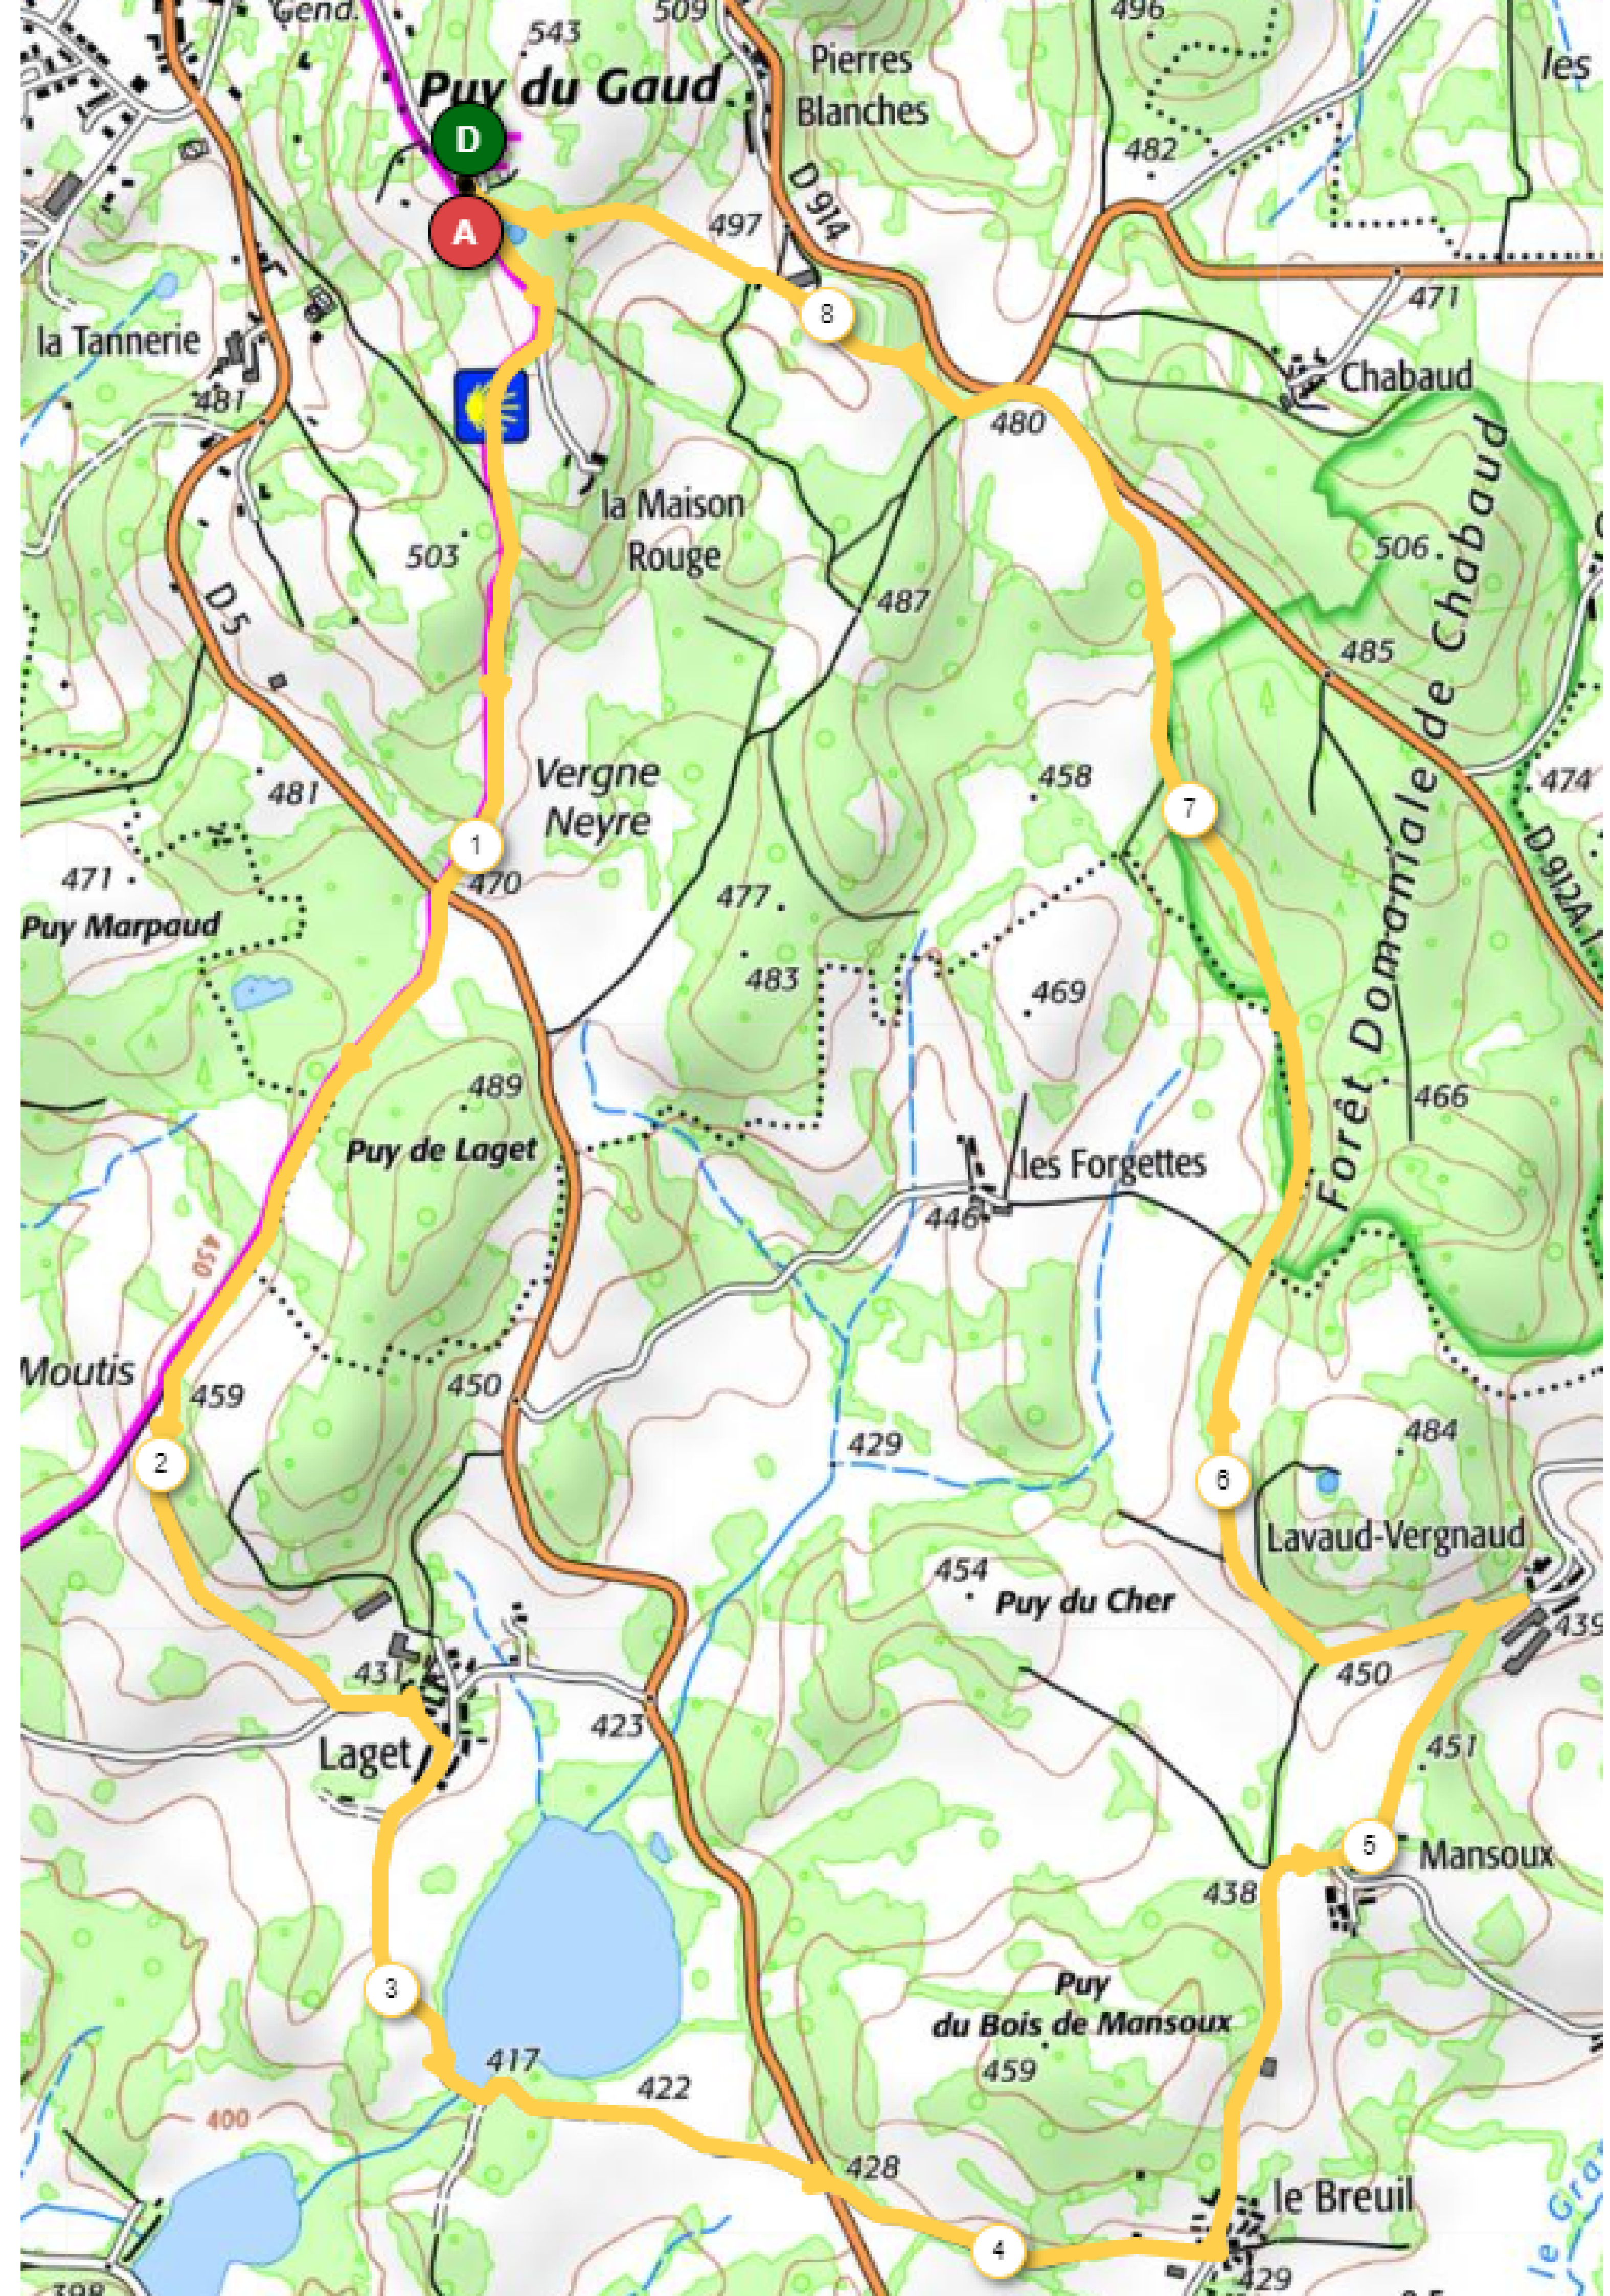 Gend.
543
509
496
les
Puy du Gaud
Pierres
Blanches
D
482
D 914
A
497
471
8
la Tannerie
Chabaud
481
480
la Maison
Rouge
503
506
D 5
487
485
Forêt Domaniale de Chabaud
Vergne
Neyre
458
474
481
7
1
D 912A1
471
470
477
Puy Marpaud
483
469
489
466
Puy de Laget
les Forgettes
446
450
Moutis
459
450
484
429
2
6
Lavaud-Vergnaud
454
Puy du Cher
439
431
450
423
Laget
451
5
Mansoux
438
3
Puy
du Bois de Mansoux
417
459
422
400
428
le Breuil
4
429
398